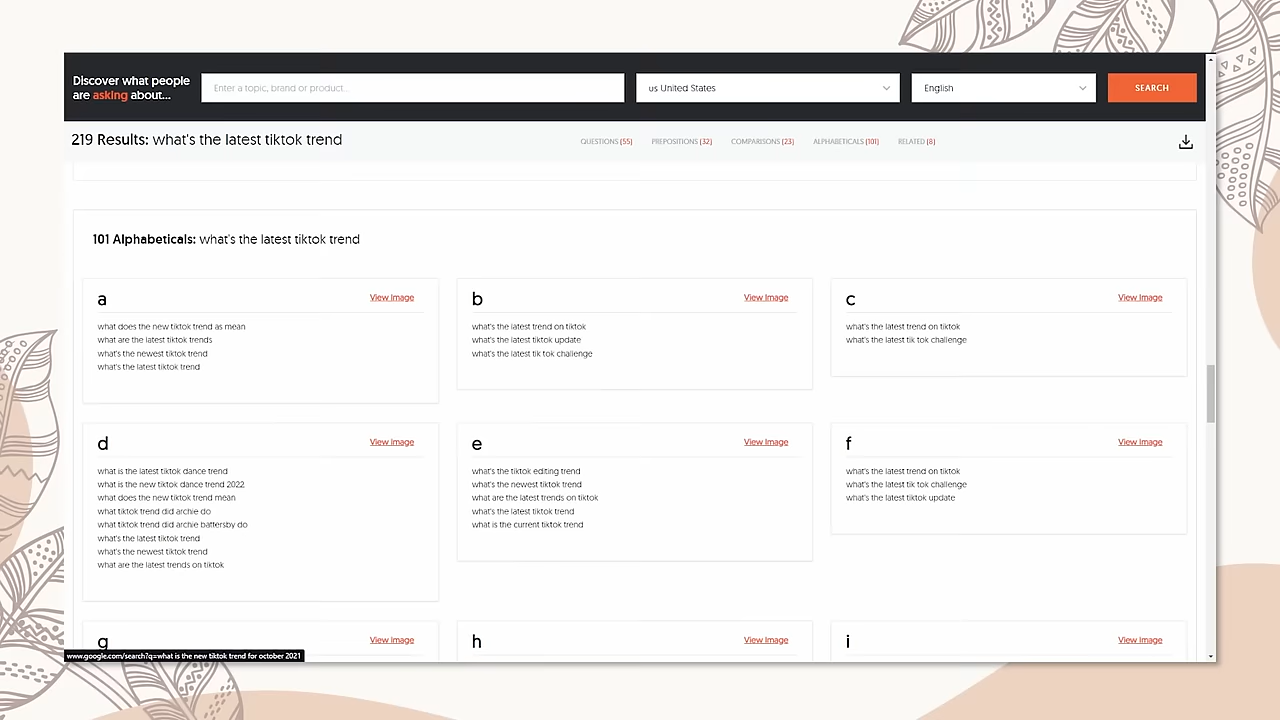 Discover what people
are asking about...
Enter a topic, brand or product...
us United States
English
SEARCH
219 Results: what's the latest tiktok trend
QUESTIONS (55)
PREPOSITIONS (32)
COMPARISONS (23)
ALPHABETICALS (101)
RELATED (8)
101 Alphabeticals: what's the latest tiktok trend
a
View Image
what does the new tiktok trend as mean
what are the latest tiktok trends
what's the newest tiktok trend
what's the latest tiktok trend
b
View Image
what's the latest trend on tiktok
what's the latest tiktok update
what's the latest tik tok challenge
c
View Image
what's the latest trend on tiktok
what's the latest tik tok challenge
d
View Image
what is the latest tiktok dance trend
what is the new tiktok dance trend 2022
what does the new tiktok trend mean
what tiktok trend did archie do
what tiktok trend did archie battersby do
what's the latest tiktok trend
what's the newest tiktok trend
what are the latest trends on tiktok
e
View Image
what's the tiktok editing trend
what's the newest tiktok trend
what are the latest trends on tiktok
what's the latest tiktok trend
what is the current tiktok trend
f
View Image
what's the latest trend on tiktok
what's the latest tik tok challenge
what's the latest tiktok update
g
View Image
h
View Image
i
View Image
www.google.com/search?q=what is the new tiktok trend for october 2021